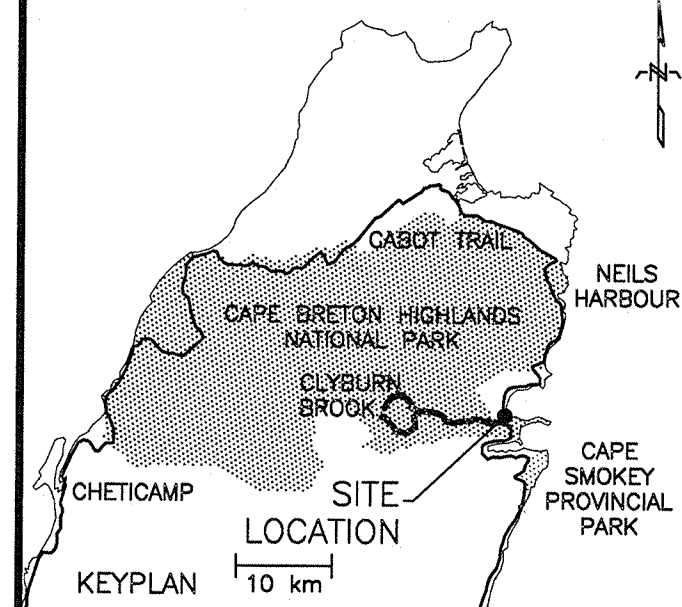 N
CABOT TRAIL
NEILS
HARBOUR
CAPE BRETON HIGHLANDS
NATIONAL PARK
CLYBURN
BROOK
CAPE
SMOKEY
PROVINCIAL
PARK
CHETICAMP
SITE
LOCATION
KEYPLAN
10 km